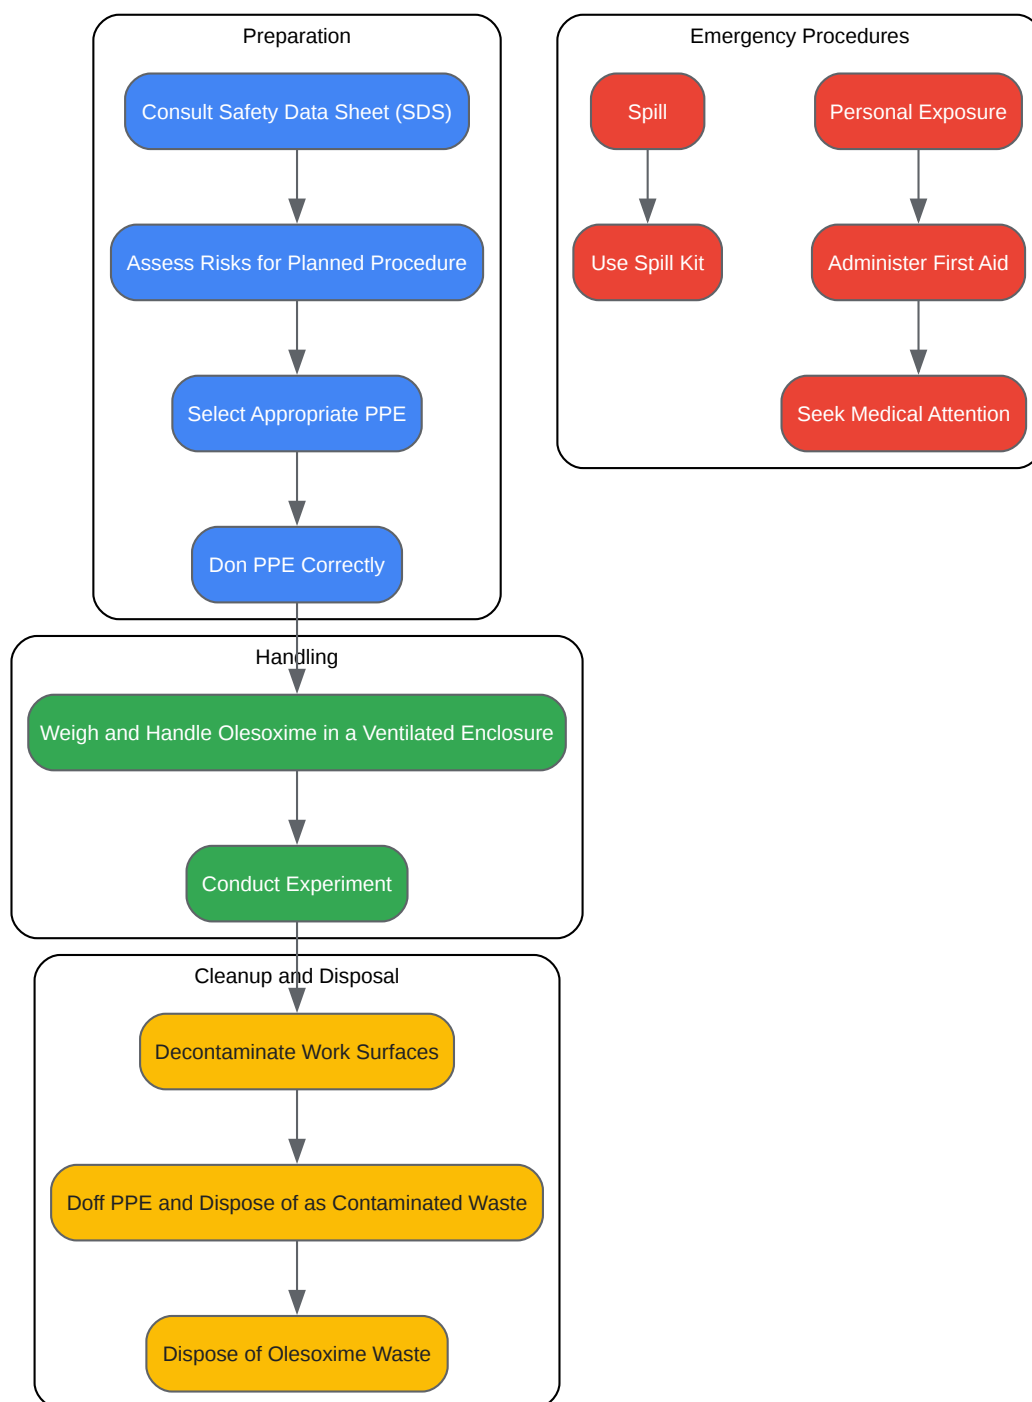 Preparation
Consult Safety Data Sheet (SDS)
Assess Risks for Planned Procedure
Select Appropriate PPE
Don PPE Correctly
Emergency Procedures
Spill
Use Spill Kit
Personal Exposure
Administer First Aid
Seek Medical Attention
Handling
Weigh and Handle Olesoxime in a Ventilated Enclosure
Conduct Experiment
Cleanup and Disposal
Decontaminate Work Surfaces
Doff PPE and Dispose of as Contaminated Waste
Dispose of Olesoxime Waste